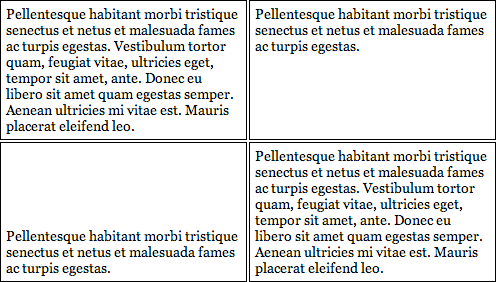 Pellentesque habitant morbi tristique
senectus et netus et malesuada fames
ac turpis egestas. Vestibulum tortor
quam, feugiat vitae, ultricies eget,
tempor sit amet, ante. Donec eu
libero sit amet quam egestas semper.
Aenean ultricies mi vitae est. Mauris
placerat eleifend leo.
Pellentesque habitant morbi tristique
senectus et netus et malesuada fames
ac turpis egestas.
Pellentesque habitant morbi tristique
senectus et netus et malesuada fames
ac turpis egestas.
Pellentesque habitant morbi tristique
senectus et netus et malesuada fames
ac turpis egestas. Vestibulum tortor
quam, feugiat vitae, ultricies eget,
tempor sit amet, ante. Donec eu
libero sit amet quam egestas semper.
Aenean ultricies mi vitae est. Mauris
placerat eleifend leo.